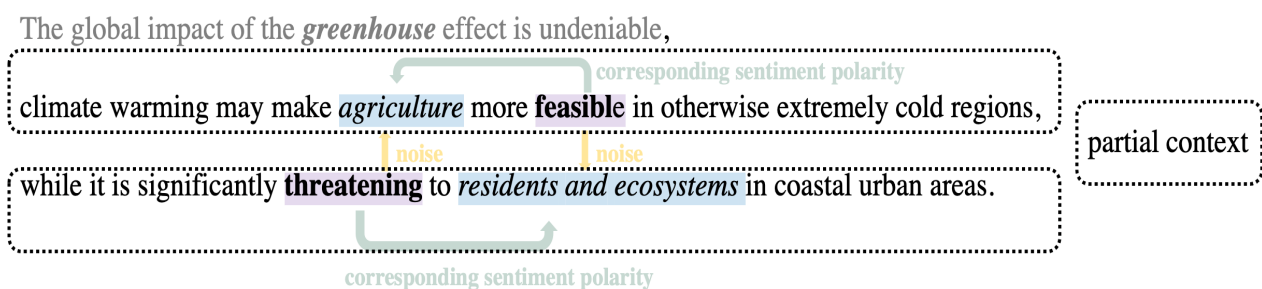 The global impact of the greenhouse effect is undeniable,
corresponding sentiment polarity
climate warming may make agriculture more feasible in otherwise extremely cold regions,
partial context
noise noise
while it is significantly threatening to residents and ecosystems in coastal urban areas.
corresponding sentiment polarity